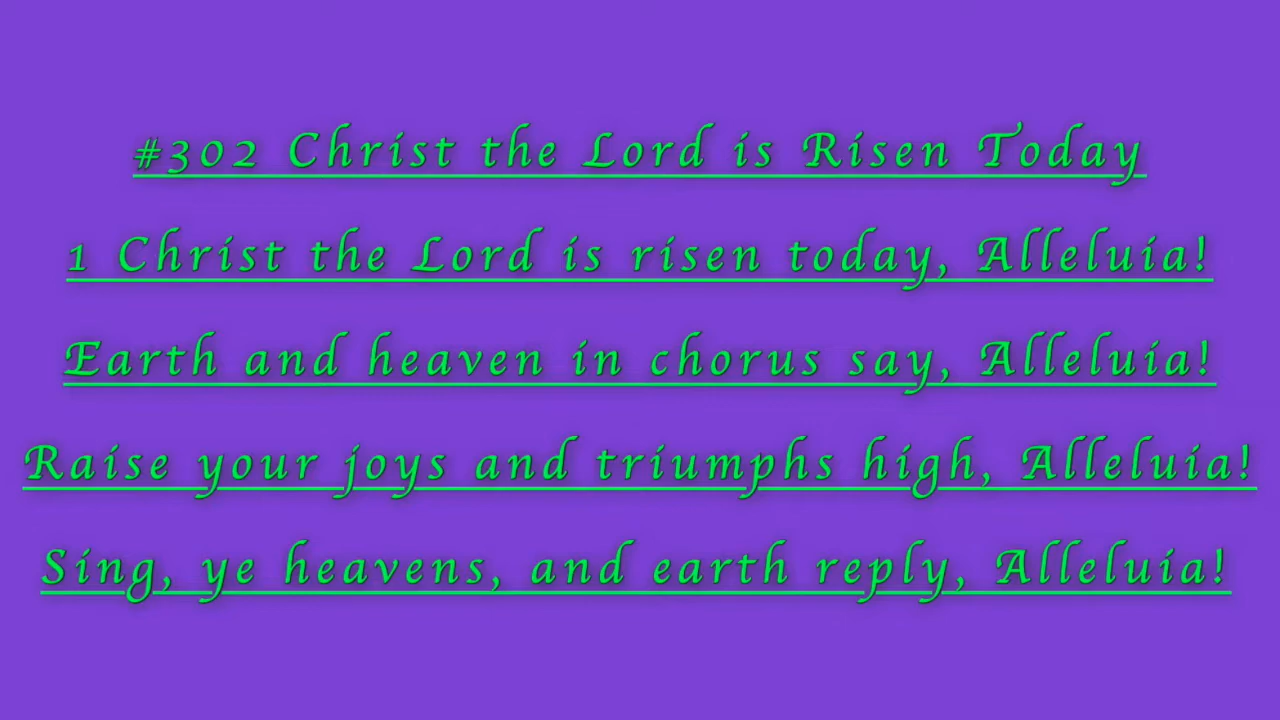 #302 Christ the Lord is Risen Today
1 Christ the Lord is risen today, Alleluia!
Earth and heaven in chorus say, Alleluia!
Raise your joys and triumphs high, Alleluia!
Sing, ye heavens, and earth reply, Alleluia!